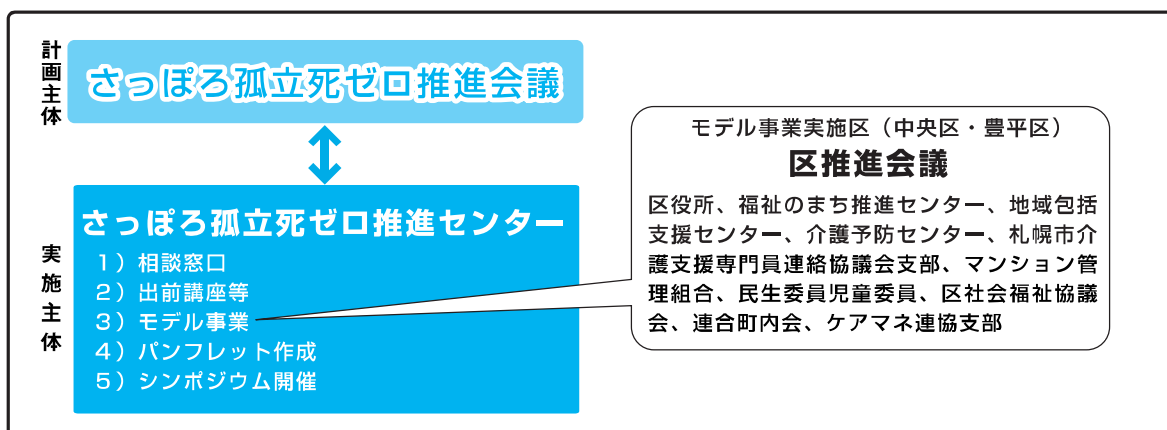 計画主体
さっぽろ孤立死ゼロ推進会議
実施主体
さっぽろ孤立死ゼロ推進センター
1）相談窓口
2）出前講座等
3）モデル事業
4）パンフレット作成
5）シンポジウム開催
モデル事業実施区（中央区・豊平区）
区推進会議
区役所、福祉のまち推進センター、地域包括
支援センター、介護予防センター、札幌市介
護支援専門員連絡協議会支部、マンション管
理組合、民生委員児童委員、区社会福祉協議
会、連合町内会、ケアマネ連協支部